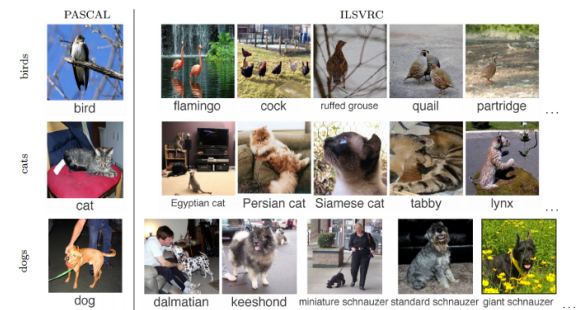 PASCAL
ILSVRC
birds
bird
flamingo
cock
ruffed grouse
quail
partridge
...
cats
cat
Egyptian cat
Persian cat
Siamese cat
tabby
lynx
...
dogs
dog
dalmatian
keeshond
miniature schnauzer
standard schnauzer
giant schnauzer
...